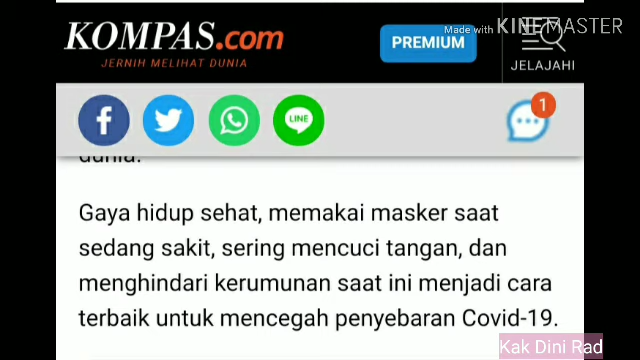 Made with KINEMASTER
KOMPAS.com
JERNIH MELIHAT DUNIA
PREMIUM
JELAJAHI
LINE
1
dunia.
Gaya hidup sehat, memakai masker saat
sedang sakit, sering mencuci tangan, dan
menghindari kerumunan saat ini menjadi cara
terbaik untuk mencegah penyebaran Covid-19.
Kak Dini Rad